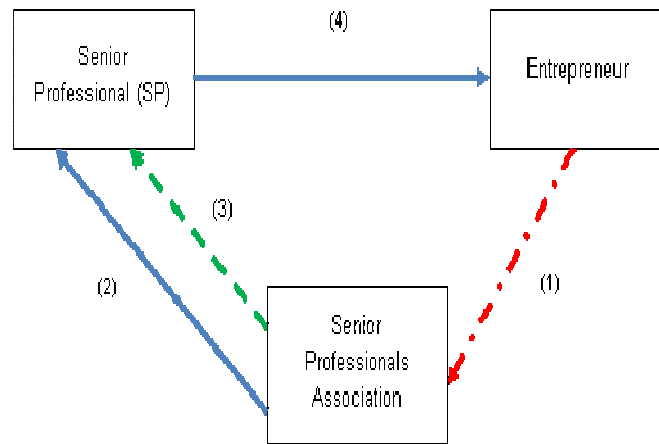 (4)
Senior
Professional (SP)
Entrepreneur
(3)
(2)
(1)
Senior
Professionals
Association